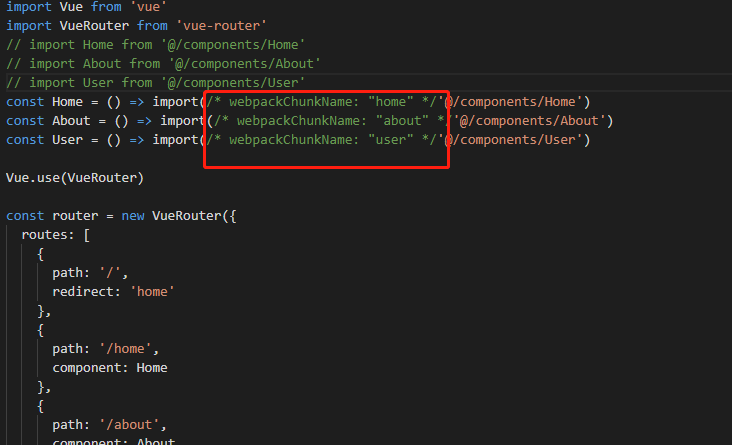 import Vue from 'vue'
import VueRouter from 'vue-router'
// import Home from '@/components/Home'
// import About from '@/components/About'
// import User from '@/components/User'
const Home = () => import(/* webpackChunkName: "home" */'@/components/Home')
const About = () => import(/* webpackChunkName: "about" */'@/components/About')
const User = () => import(/* webpackChunkName: "user" */'@/components/User')
Vue.use(VueRouter)
const router = new VueRouter({
routes: [
{
path: '/',
redirect: 'home'
},
{
path: '/home',
component: Home
},
{
path: '/about',
component: About